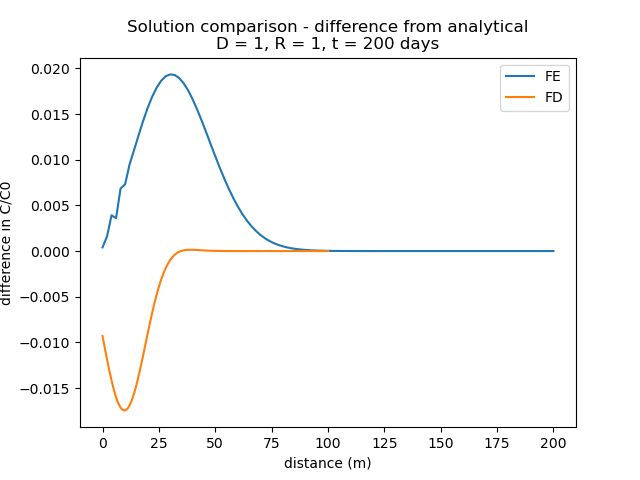 Solution comparison - difference from analytical
D = 1, R = 1, t = 200 days
FE
FD
difference in C/C0
0.020
0.015
0.010
0.005
0.000
−0.005
−0.010
−0.015
0
25
50
75
100
125
150
175
200
distance (m)